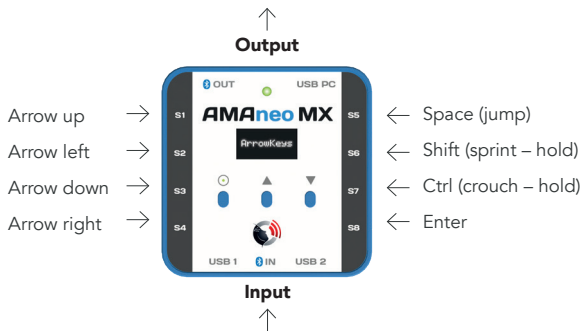 Output
OUT USB PC
Arrow up S1 AMAneo MX S5 Space (jump)
ArrowKeys
Arrow left S2 S6 Shift (sprint – hold)
Arrow down S3 S7 Ctrl (crouch – hold)
Arrow right S4 S8 Enter
USB 1 IN USB 2
Input